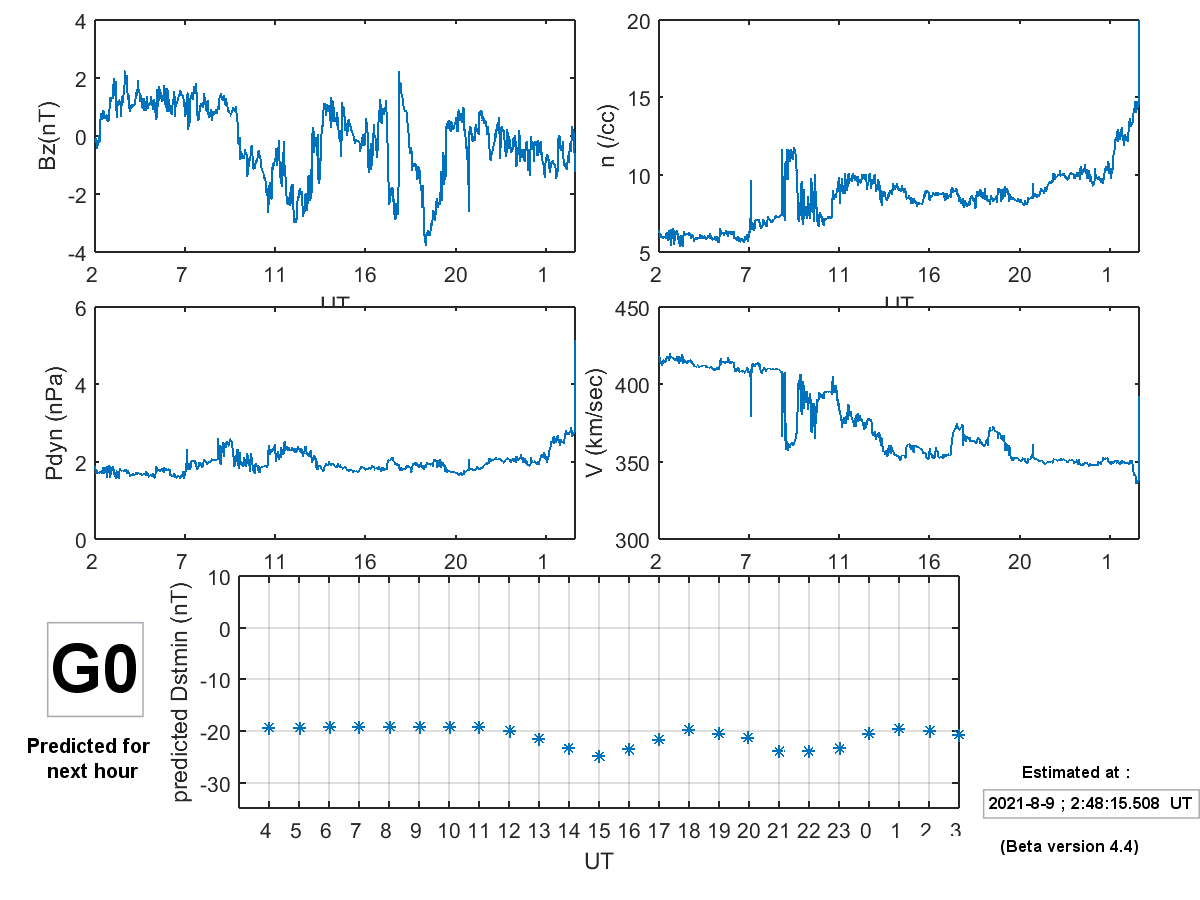 4
2
0
-2
-4
Bz(nT)
2 7 11 16 20 1
UT
20
15
10
5
n (/cc)
2 7 11 16 20 1
UT
6
4
2
0
Pdyn (nPa)
2 7 11 16 20 1
450
400
350
300
V (km/sec)
2 7 11 16 20 1
10
0
-10
-20
-30
predicted Dstmin (nT)
4 5 6 7 8 9 10 11 12 13 14 15 16 17 18 19 20 21 22 23 0 1 2 3
UT
G0
Predicted for
next hour
Estimated at :
2021-8-9 ; 2:48:15.508 UT
(Beta version 4.4)